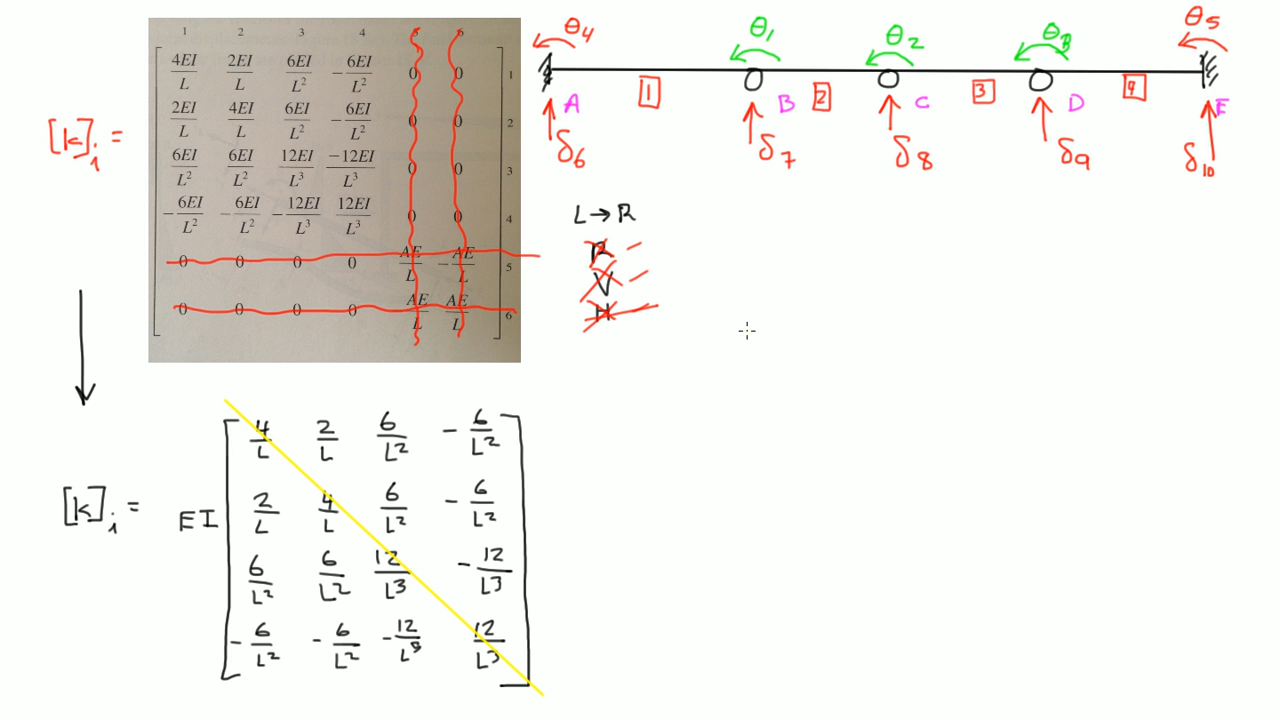 1 2 3 4 5 6
4EI/L 2EI/L 6EI/L² -6EI/L² 0 0 1
2EI/L 4EI/L 6EI/L² -6EI/L² 0 0 2
[k]i =
6EI/L² 6EI/L² 12EI/L³ -12EI/L³ 0 0 3
-6EI/L² -6EI/L² -12EI/L³ 12EI/L³ 0 0 4
0 0 0 0 AE/L -AE/L 5
0 0 0 0 AE/L AE/L 6
θ4 θ1 θ2 θ3 θ5
1 2 3 4
A B C D E
δ6 δ7 δ8 δ9 δ10
L → R
R -
V -
H -
[k]i = EI
4/L 2/L 6/L² -6/L²
2/L 4/L 6/L² -6/L²
6/L² 6/L² 12/L³ -12/L³
-6/L² -6/L² -12/L³ 12/L³